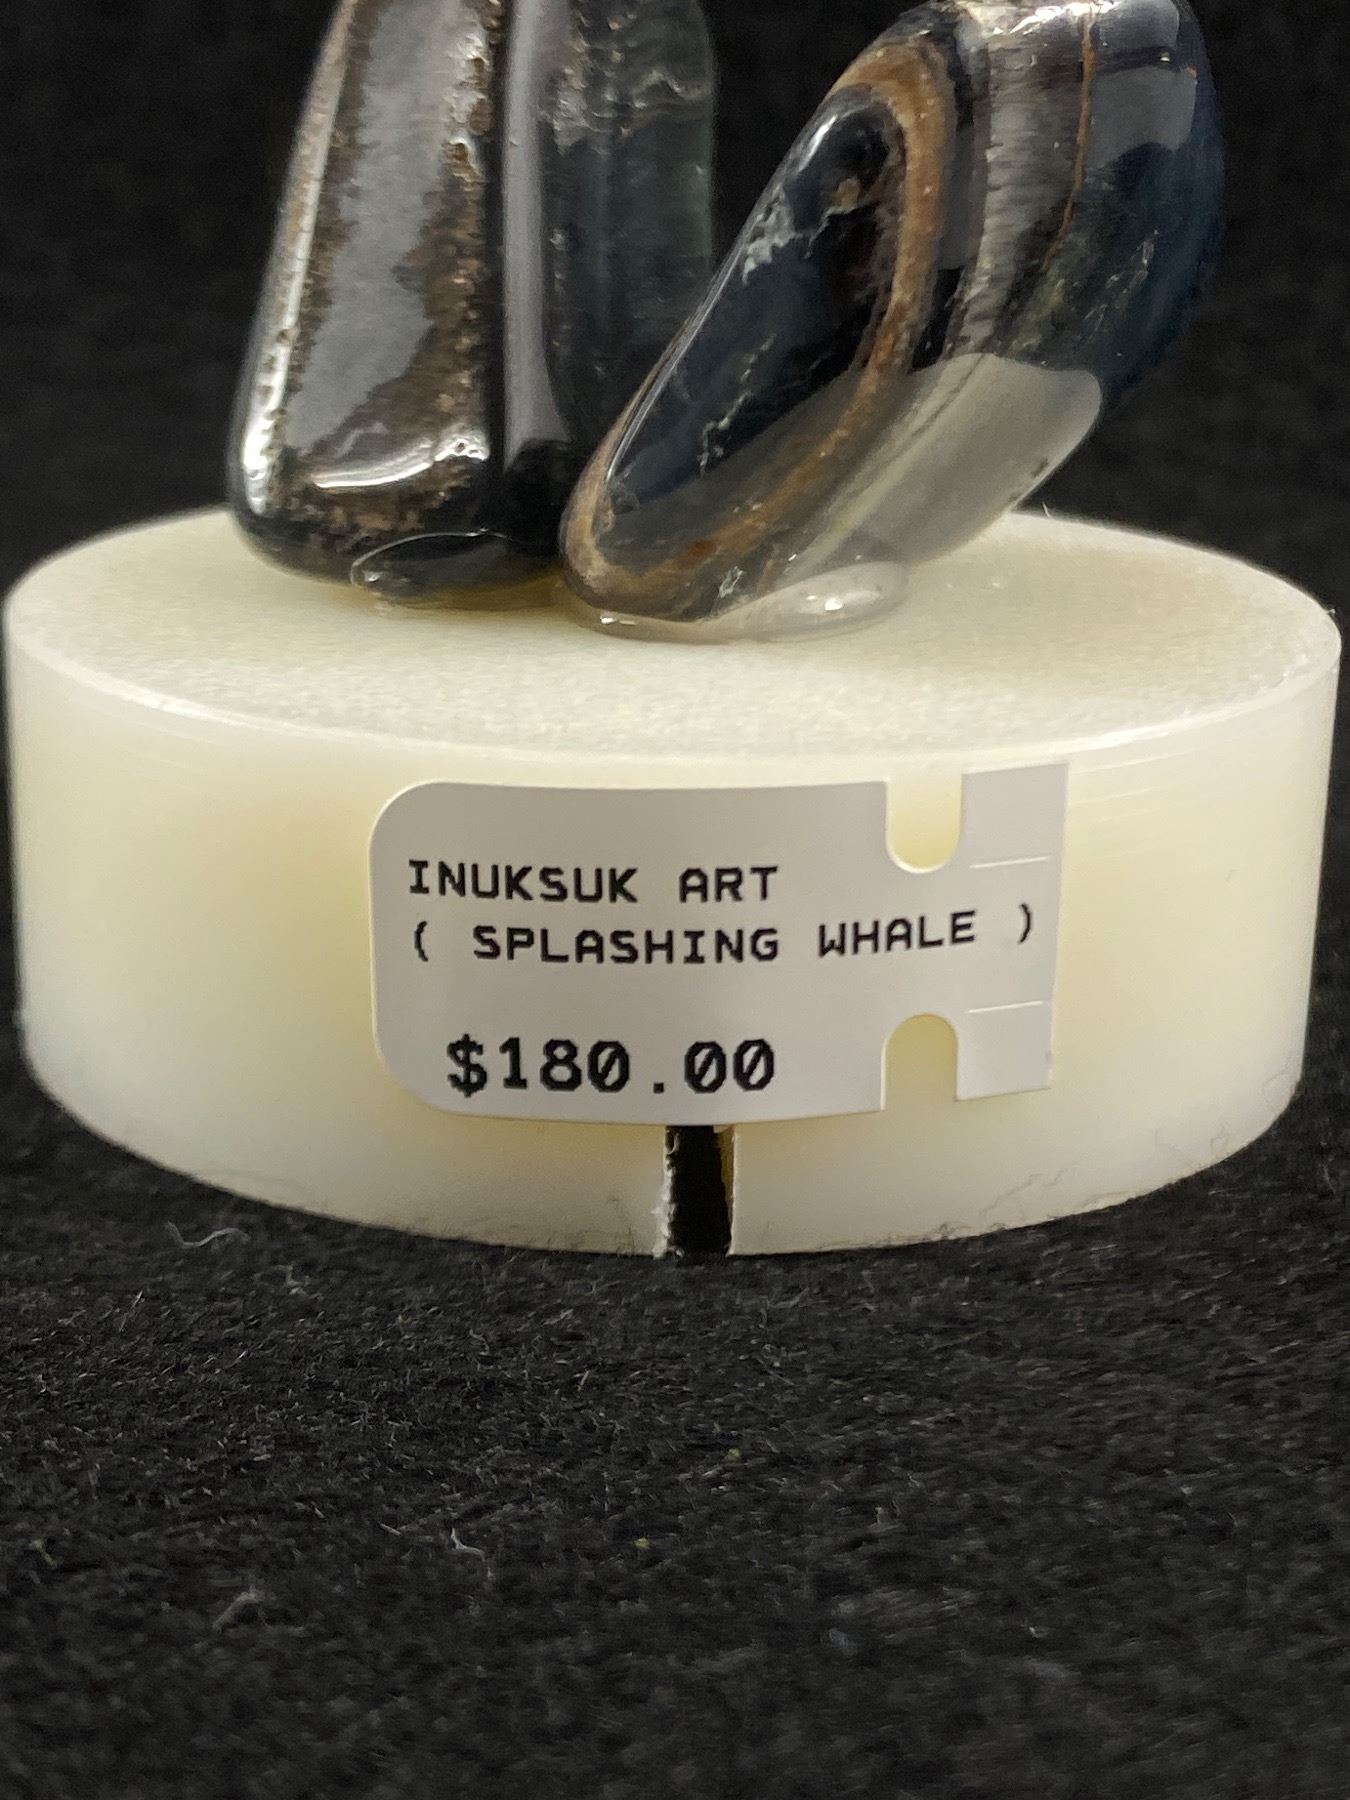 INUKSUK ART
( SPLASHING WHALE )
$180.00